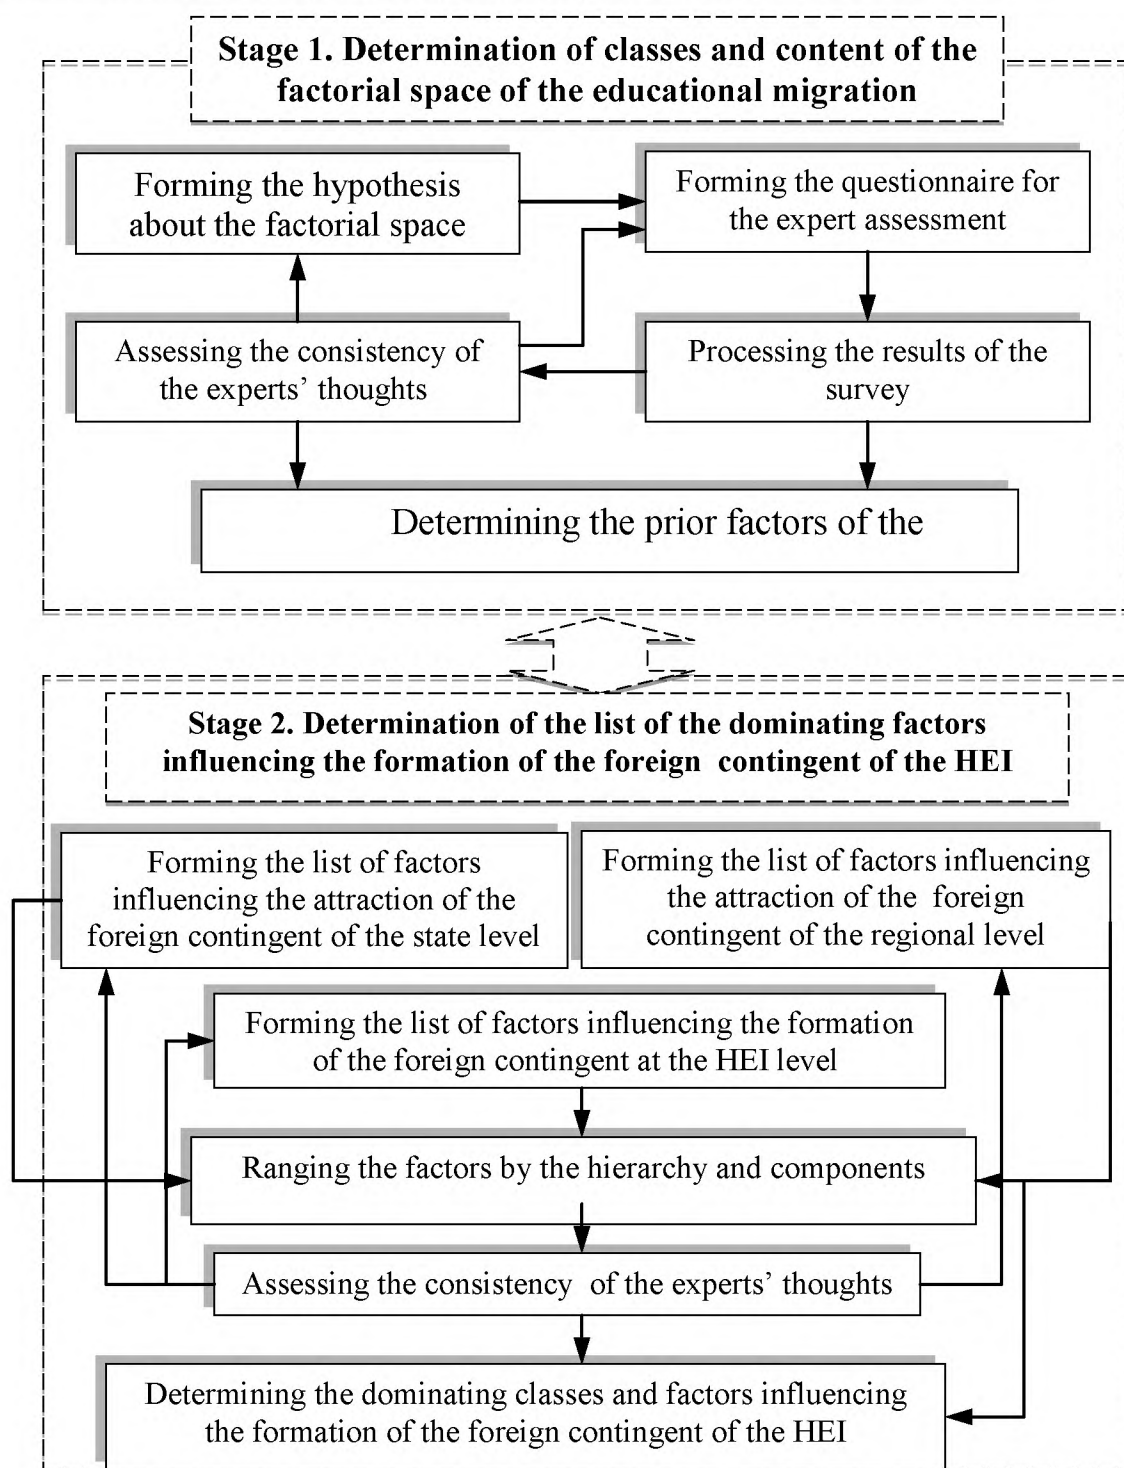 Stage 1. Determination of classes and content of the
factorial space of the educational migration
Forming the hypothesis
about the factorial space
Forming the questionnaire for
the expert assessment
Assessing the consistency of
the experts’ thoughts
Processing the results of the
survey
Determining the prior factors of the
Stage 2. Determination of the list of the dominating factors
influencing the formation of the foreign contingent of the HEI
Forming the list of factors
influencing the attraction of the
foreign contingent of the state level
Forming the list of factors influencing
the attraction of the foreign
contingent of the regional level
Forming the list of factors influencing the formation
of the foreign contingent at the HEI level
Ranging the factors by the hierarchy and components
Assessing the consistency of the experts’ thoughts
Determining the dominating classes and factors influencing
the formation of the foreign contingent of the HEI